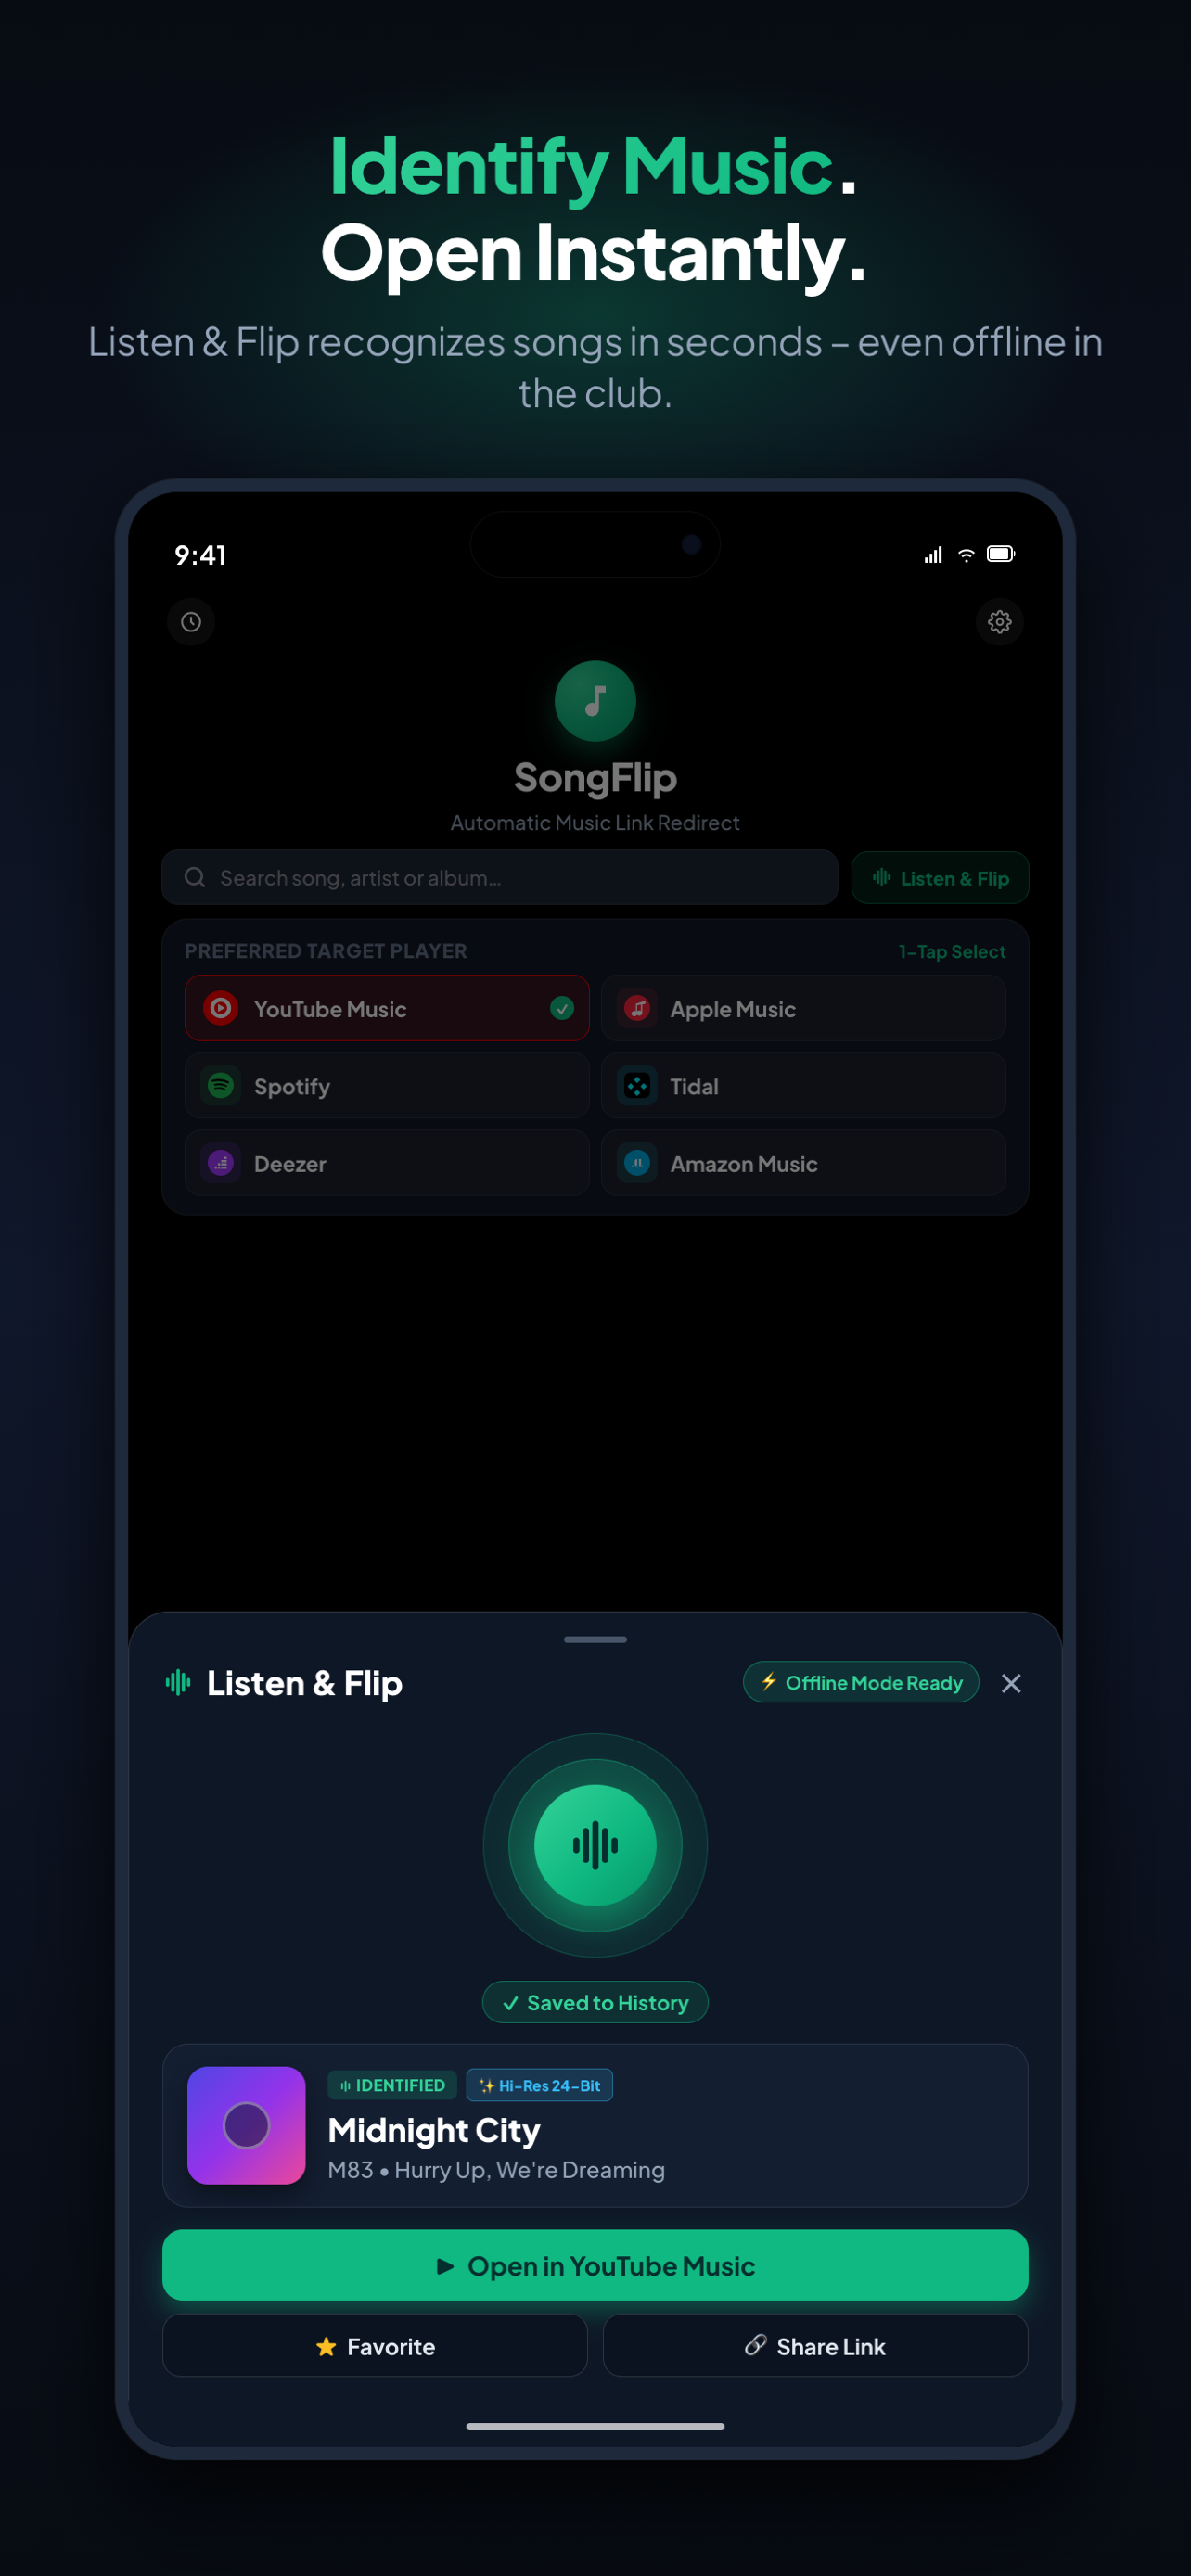 Identify Music.
Open Instantly.
Listen & Flip recognizes songs in seconds – even offline in
the club.
9:41
SongFlip
Automatic Music Link Redirect
Search song, artist or album...
Listen & Flip
PREFERRED TARGET PLAYER
1-Tap Select
YouTube Music
Apple Music
Spotify
Tidal
Deezer
Amazon Music
Listen & Flip
⚡ Offline Mode Ready
✓ Saved to History
IDENTIFIED
✨ Hi-Res 24-Bit
Midnight City
M83 • Hurry Up, We're Dreaming
▶ Open in YouTube Music
⭐ Favorite
🔗 Share Link